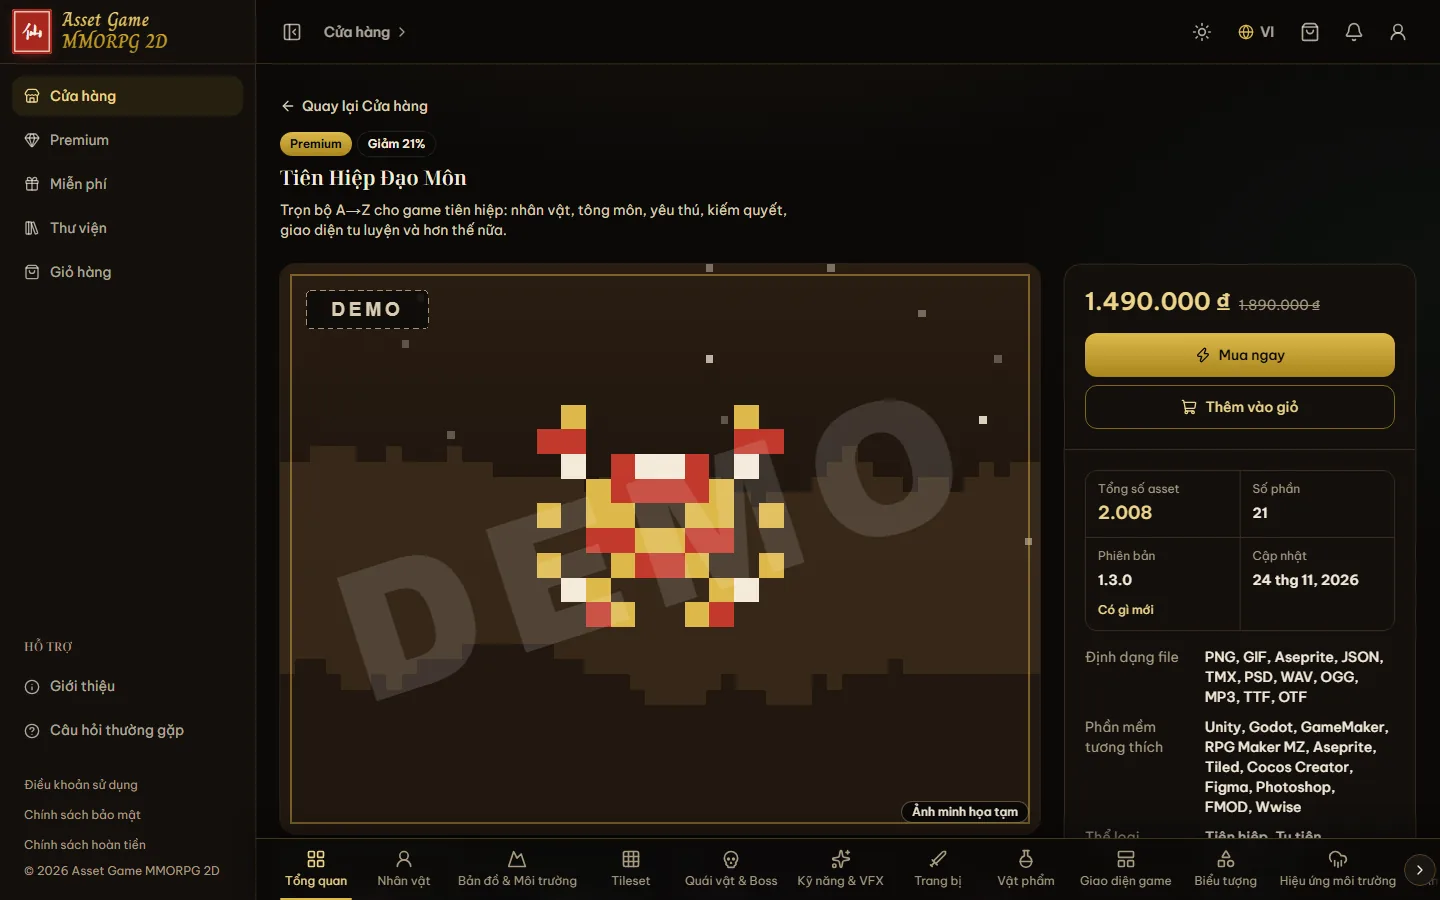 仙
Asset Game
MMORPG 2D
Cửa hàng
Premium
Miễn phí
Thư viện
Giỏ hàng
HỖ TRỢ
Giới thiệu
Câu hỏi thường gặp
Điều khoản sử dụng
Chính sách bảo mật
Chính sách hoàn tiền
© 2026 Asset Game MMORPG 2D
Cửa hàng
VI
Quay lại Cửa hàng
Premium
Giảm 21%
Tiên Hiệp Đạo Môn
Trọn bộ A→Z cho game tiên hiệp: nhân vật, tông môn, yêu thú, kiếm quyết,
giao diện tu luyện và hơn thế nữa.
DEMO
DEMO
Ảnh minh họa tạm
1.490.000 ₫ 1.890.000 ₫
Mua ngay
Thêm vào giỏ
Tổng số asset
2.008
Số phần
21
Phiên bản
1.3.0
Có gì mới
Cập nhật
24 thg 11, 2026
Định dạng file
PNG, GIF, Aseprite, JSON,
TMX, PSD, WAV, OGG,
MP3, TTF, OTF
Phần mềm
tương thích
Unity, Godot, GameMaker,
RPG Maker MZ, Aseprite,
Tiled, Cocos Creator,
Figma, Photoshop,
FMOD, Wwise
Thể loại
Tiên hiệp, Tu tiên
Tổng quan
Nhân vật
Bản đồ & Môi trường
Tileset
Quái vật & Boss
Kỹ năng & VFX
Trang bị
Vật phẩm
Giao diện game
Biểu tượng
Hiệu ứng môi trường